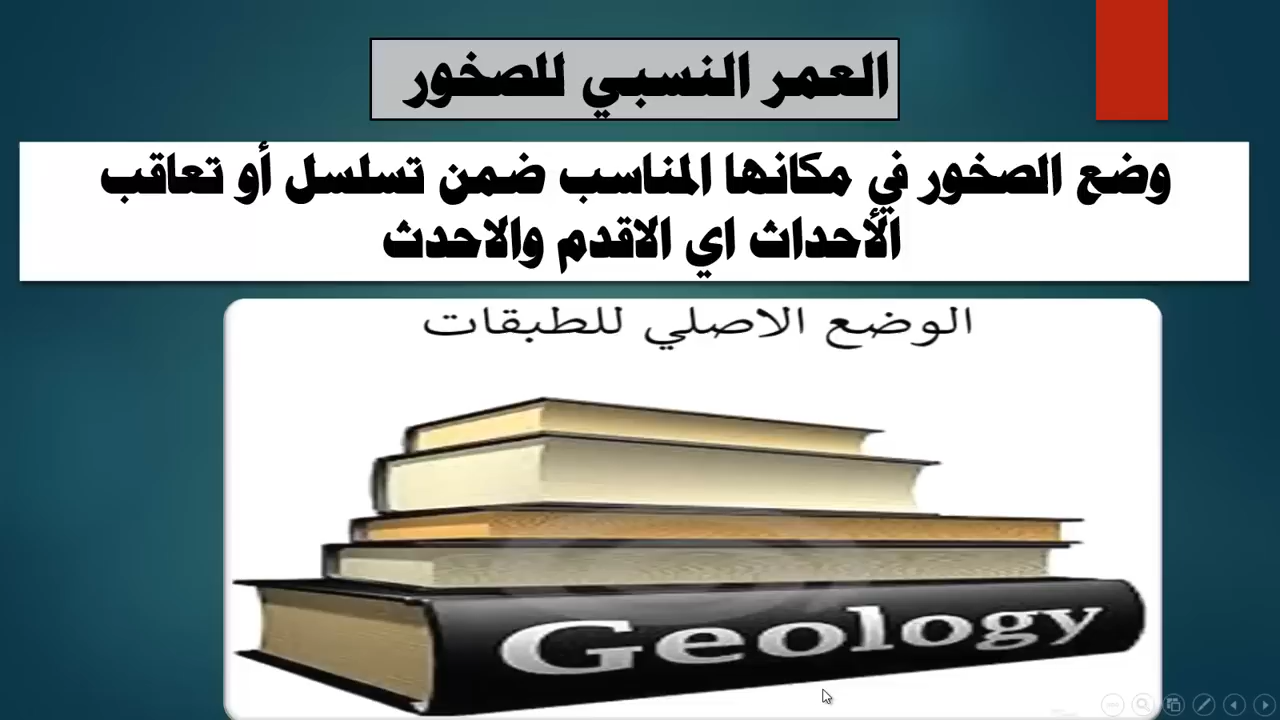 العمر النسبي للصخور
وضع الصخور في مكانها المناسب ضمن تسلسل أو تعاقب
الأحداث اي الاقدم والاحدث
الوضع الاصلي للطبقات
Geology